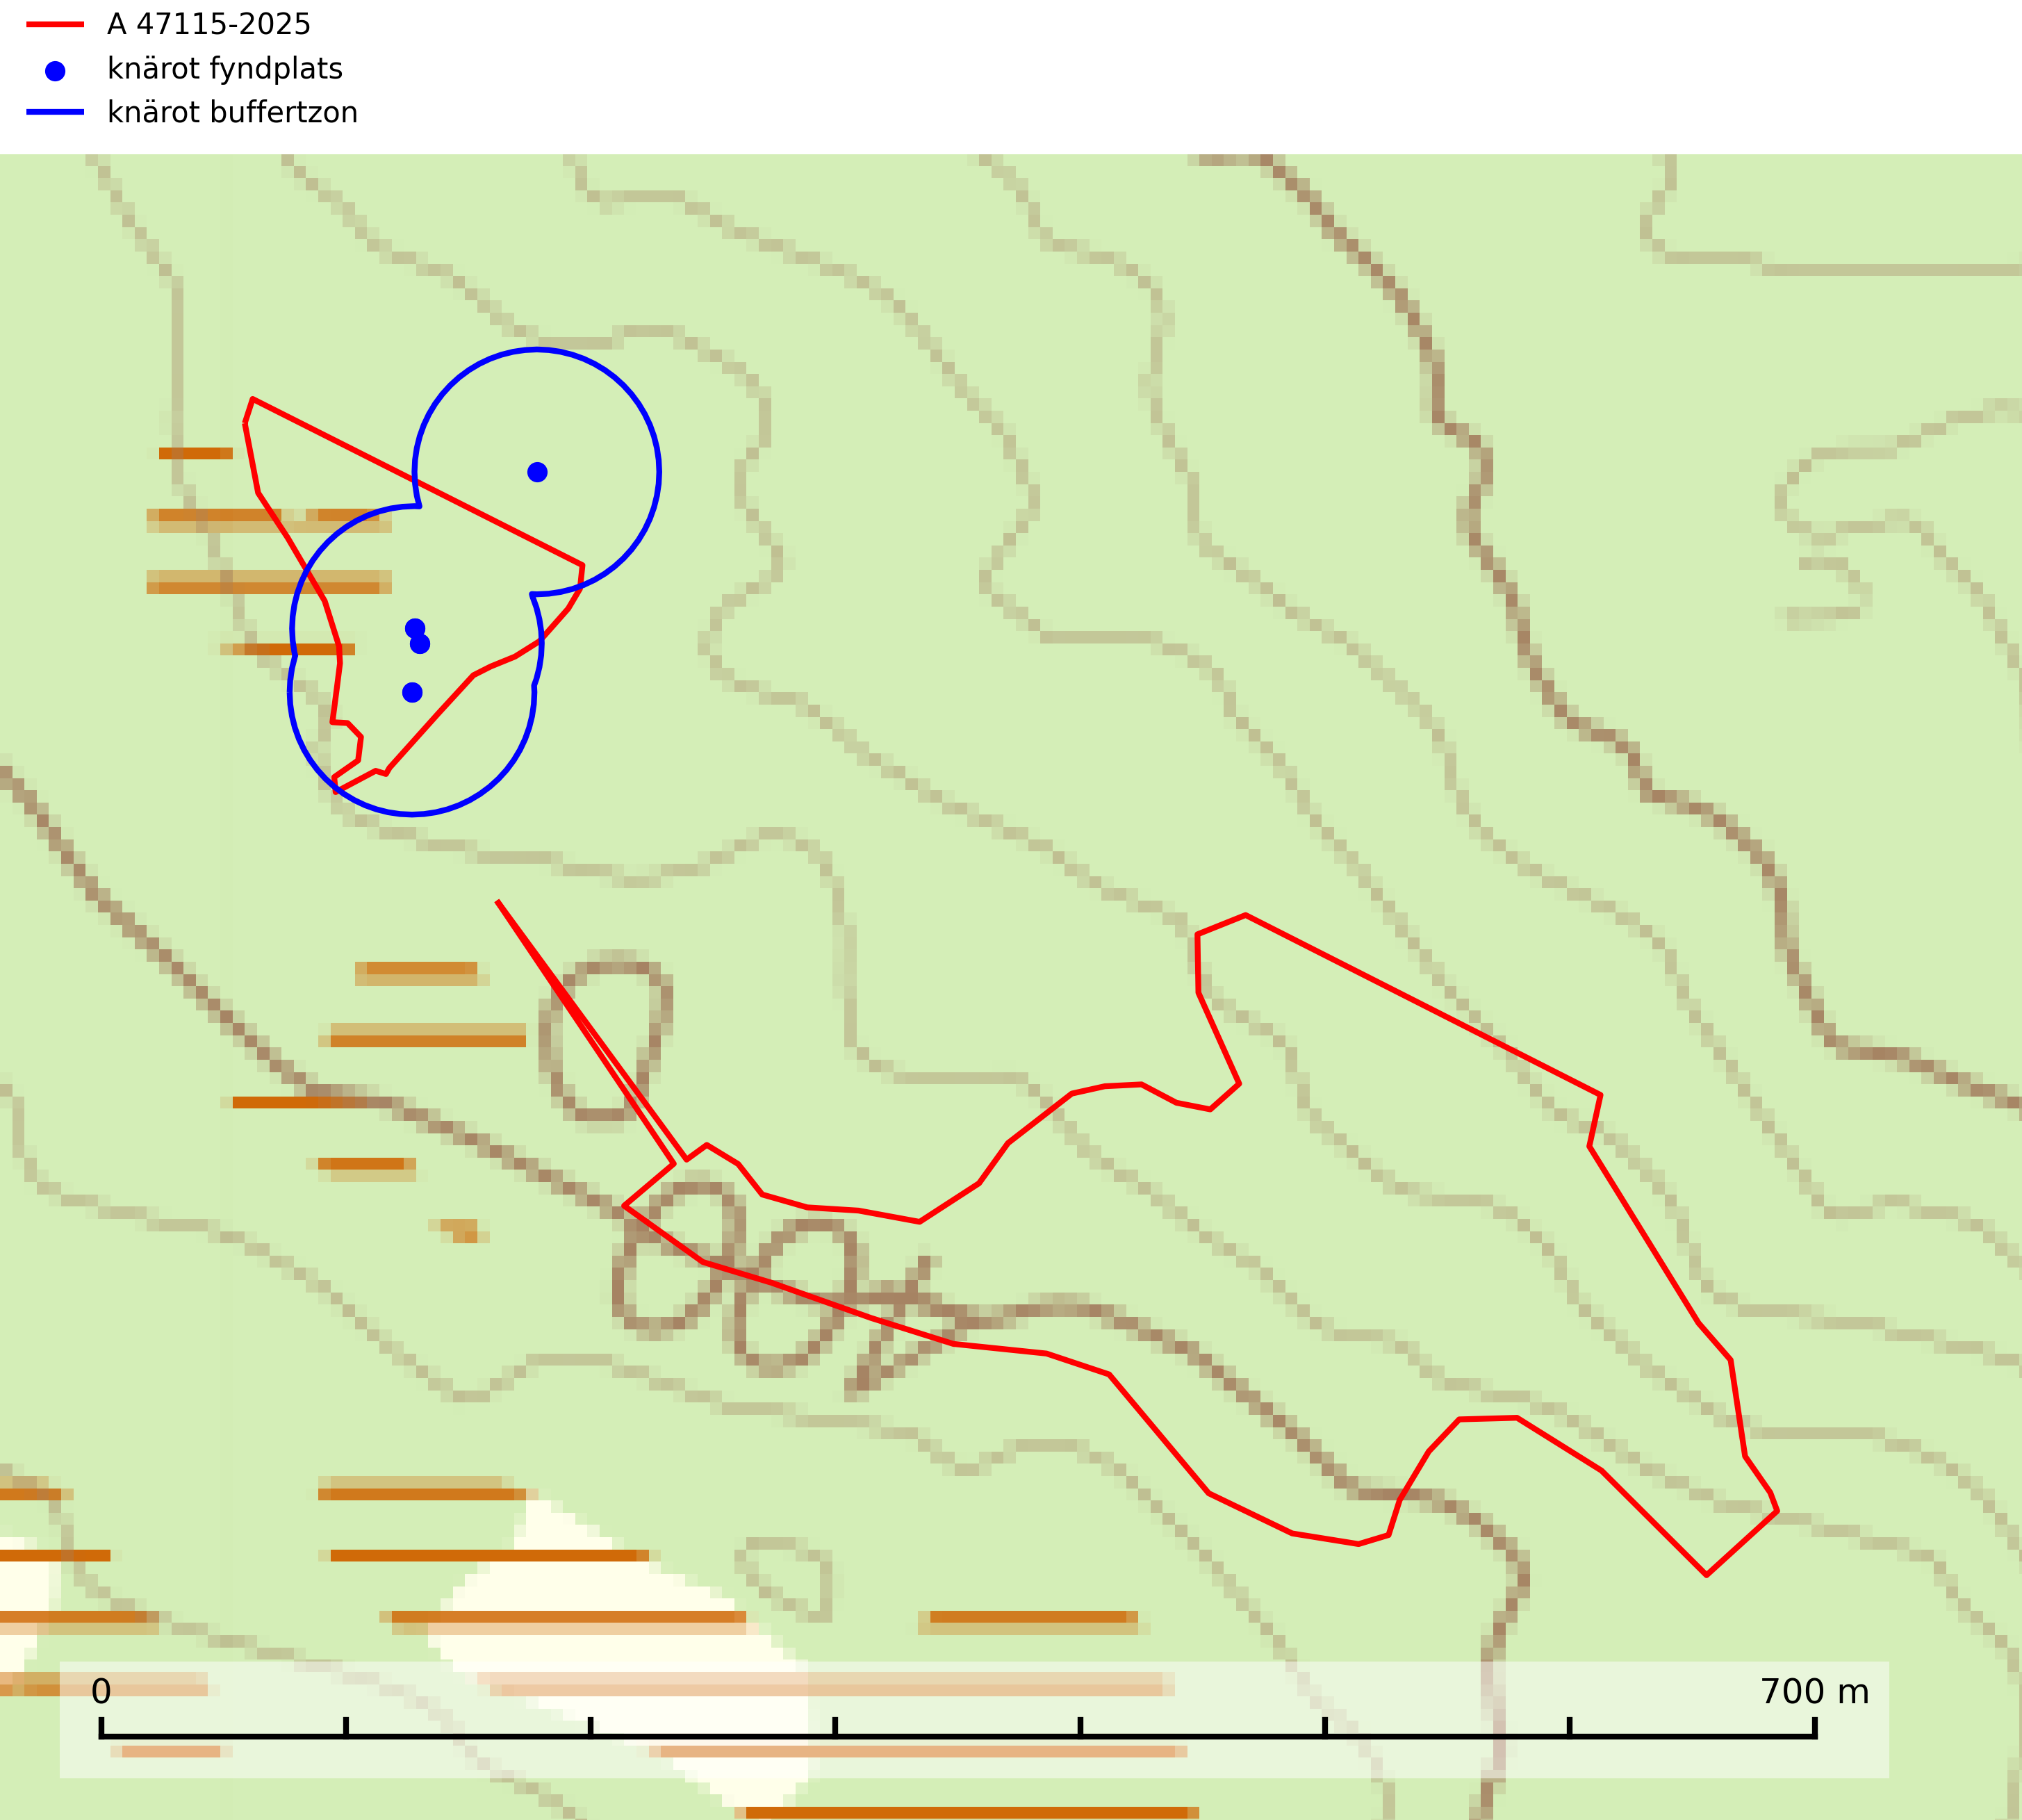 A 47115-2025
knärot fyndplats
knärot buffertzon
0
700 m